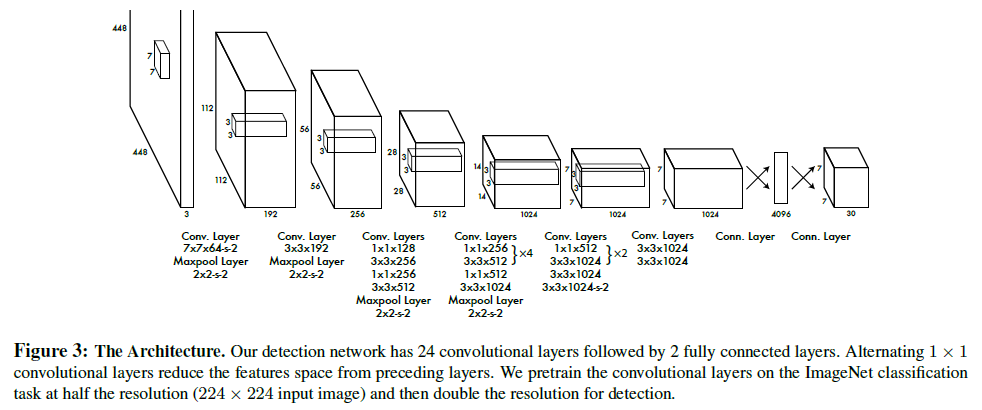 448
448
7
7
3
112
112
3
3
192
56
56
3
3
256
28
28
3
3
512
14
14
3
3
1024
7
7
3
3
1024
7
7
1024
4096
7
7
30
Conv. Layer
7x7x64-s-2
Maxpool Layer
2x2-s-2
Conv. Layer
3x3x192
Maxpool Layer
2x2-s-2
Conv. Layers
1x1x128
3x3x256
1x1x256
3x3x512
Maxpool Layer
2x2-s-2
Conv. Layers
1x1x256
3x3x512 }×4
1x1x512
3x3x1024
Maxpool Layer
2x2-s-2
Conv. Layers
1x1x512
3x3x1024 }×2
3x3x1024
3x3x1024-s-2
Conv. Layers
3x3x1024
3x3x1024
Conn. Layer
Conn. Layer
Figure 3: The Architecture. Our detection network has 24 convolutional layers followed by 2 fully connected layers. Alternating 1 × 1
convolutional layers reduce the features space from preceding layers. We pretrain the convolutional layers on the ImageNet classification
task at half the resolution (224 × 224 input image) and then double the resolution for detection.